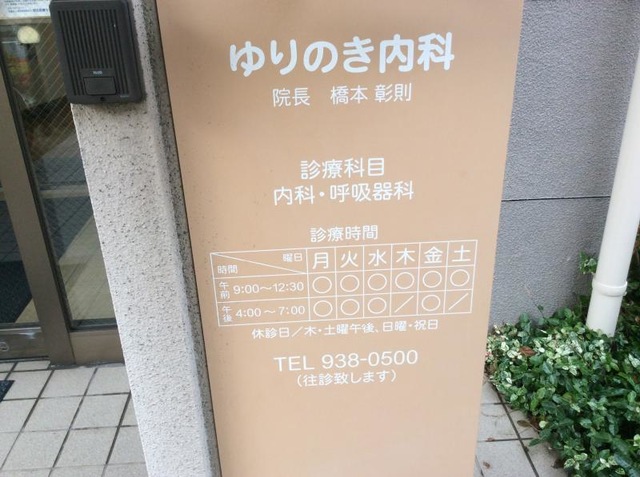 ゆりのき内科
院長 橋本 彰則
診療科目
内科・呼吸器科
診療時間
曜日 時間 月 火 水 木 金 土
午前 9:00〜12:30 ○ ○ ○ ○ ○ ○
午後 4:00〜7:00 ○ ○ ○ ／ ○ ／
休診日／木・土曜午後、日曜・祝日
TEL 938-0500
（往診致します）